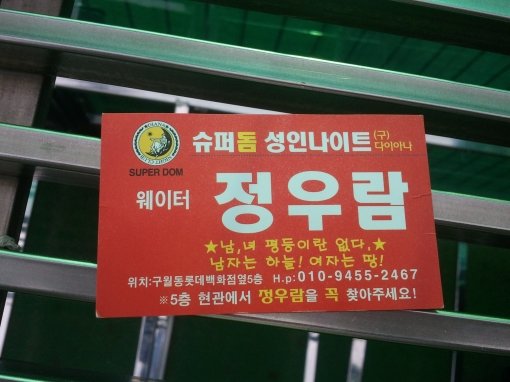 슈퍼돔 성인나이트 (구)다이아나
SUPER DOM
웨이터 정우람
★남,녀 평등이란 없다,★
남자는 하늘! 여자는 땅!
위치:구월동롯데백화점옆5층 H.p:010-9455-2467
※5층 현관에서 정우람을 꼭 찾아주세요!